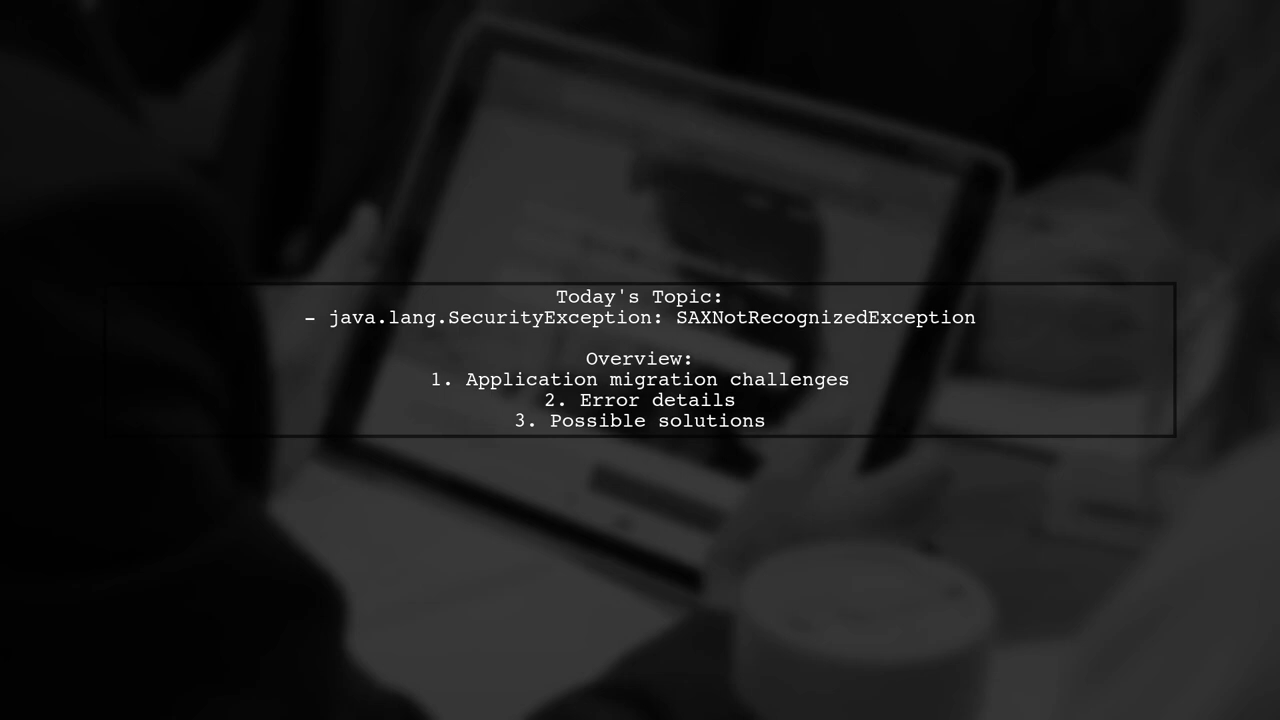 Today's Topic:
- java.lang.SecurityException: SAXNotRecognizedException
Overview:
1. Application migration challenges
2. Error details
3. Possible solutions